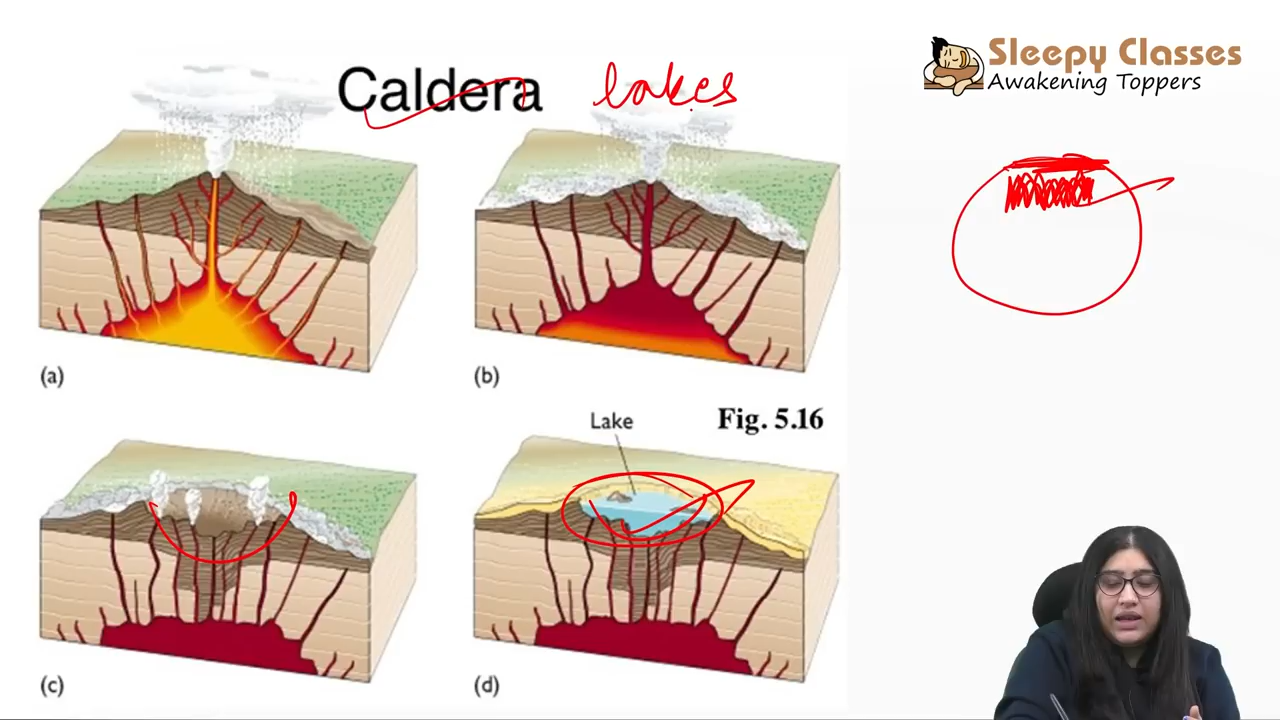 Caldera lakes
Sleepy Classes
Awakening Toppers
(a)
(b)
Lake
Fig. 5.16
(c)
(d)